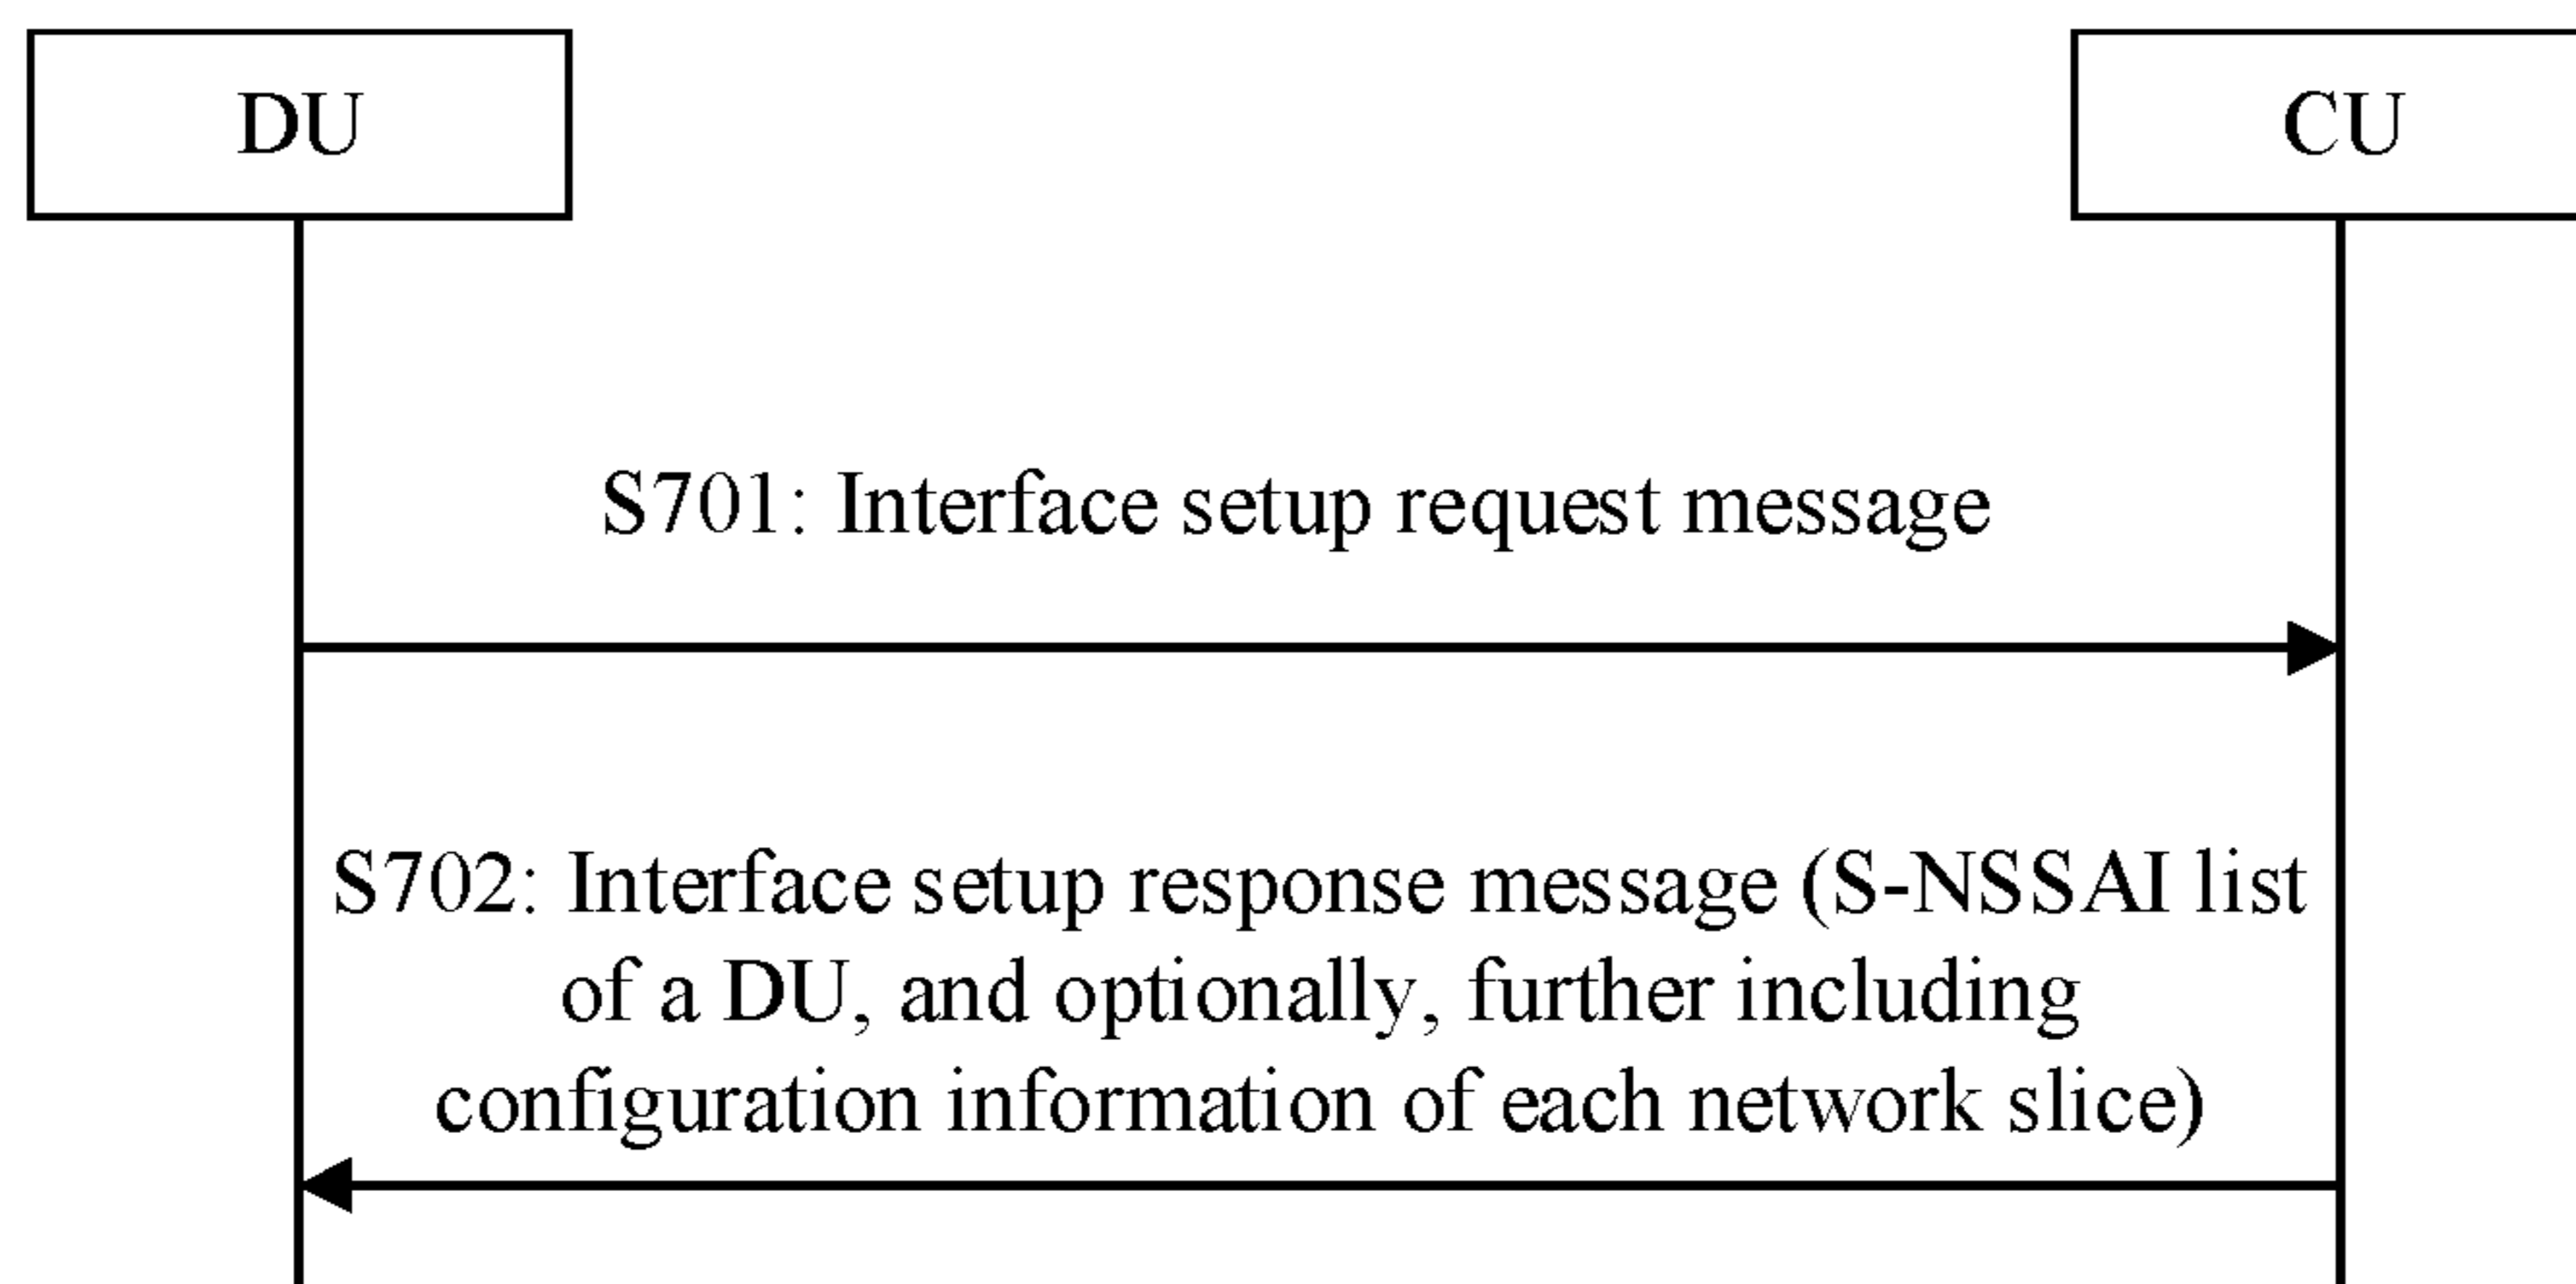 DU
CU
S701: Interface setup request message
S702: Interface setup response message (S-NSSAI list
of a DU, and optionally, further including
configuration information of each network slice)